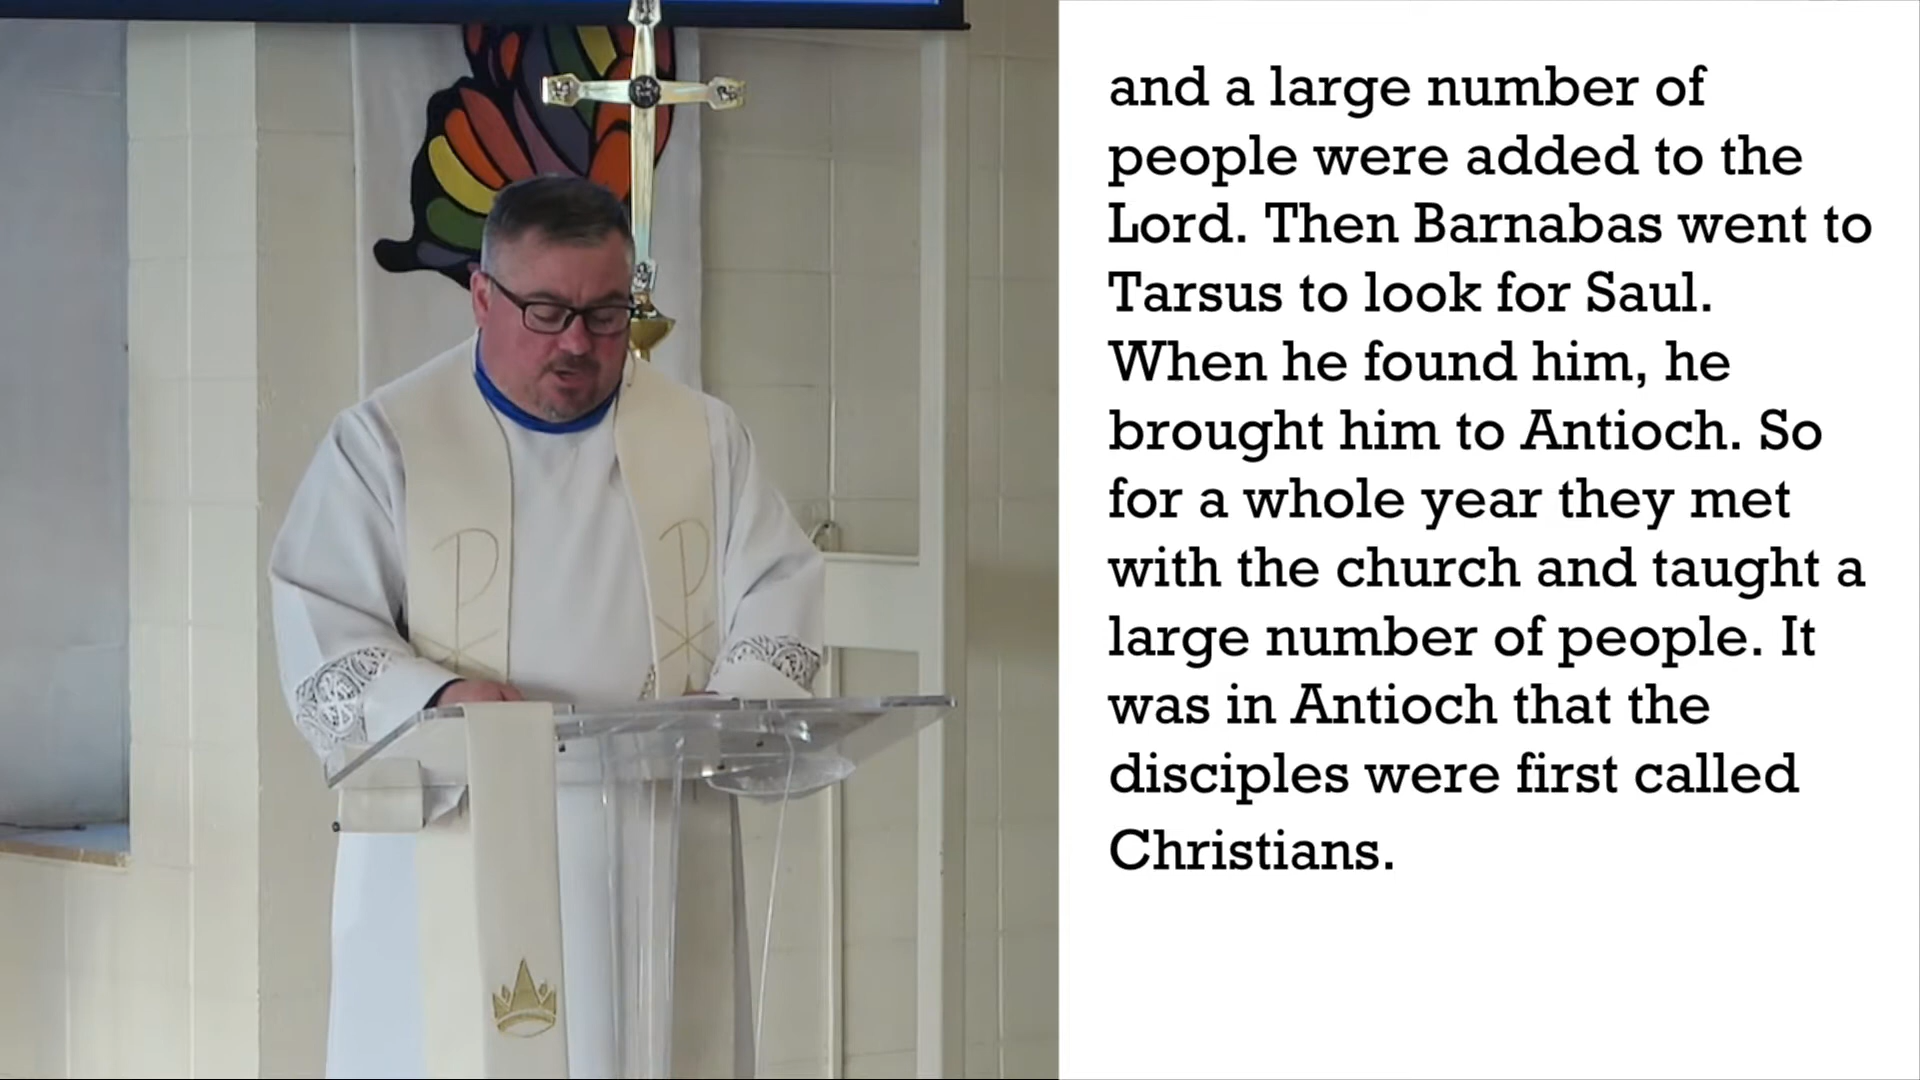 and a large number of
people were added to the
Lord. Then Barnabas went to
Tarsus to look for Saul.
When he found him, he
brought him to Antioch. So
for a whole year they met
with the church and taught a
large number of people. It
was in Antioch that the
disciples were first called
Christians.